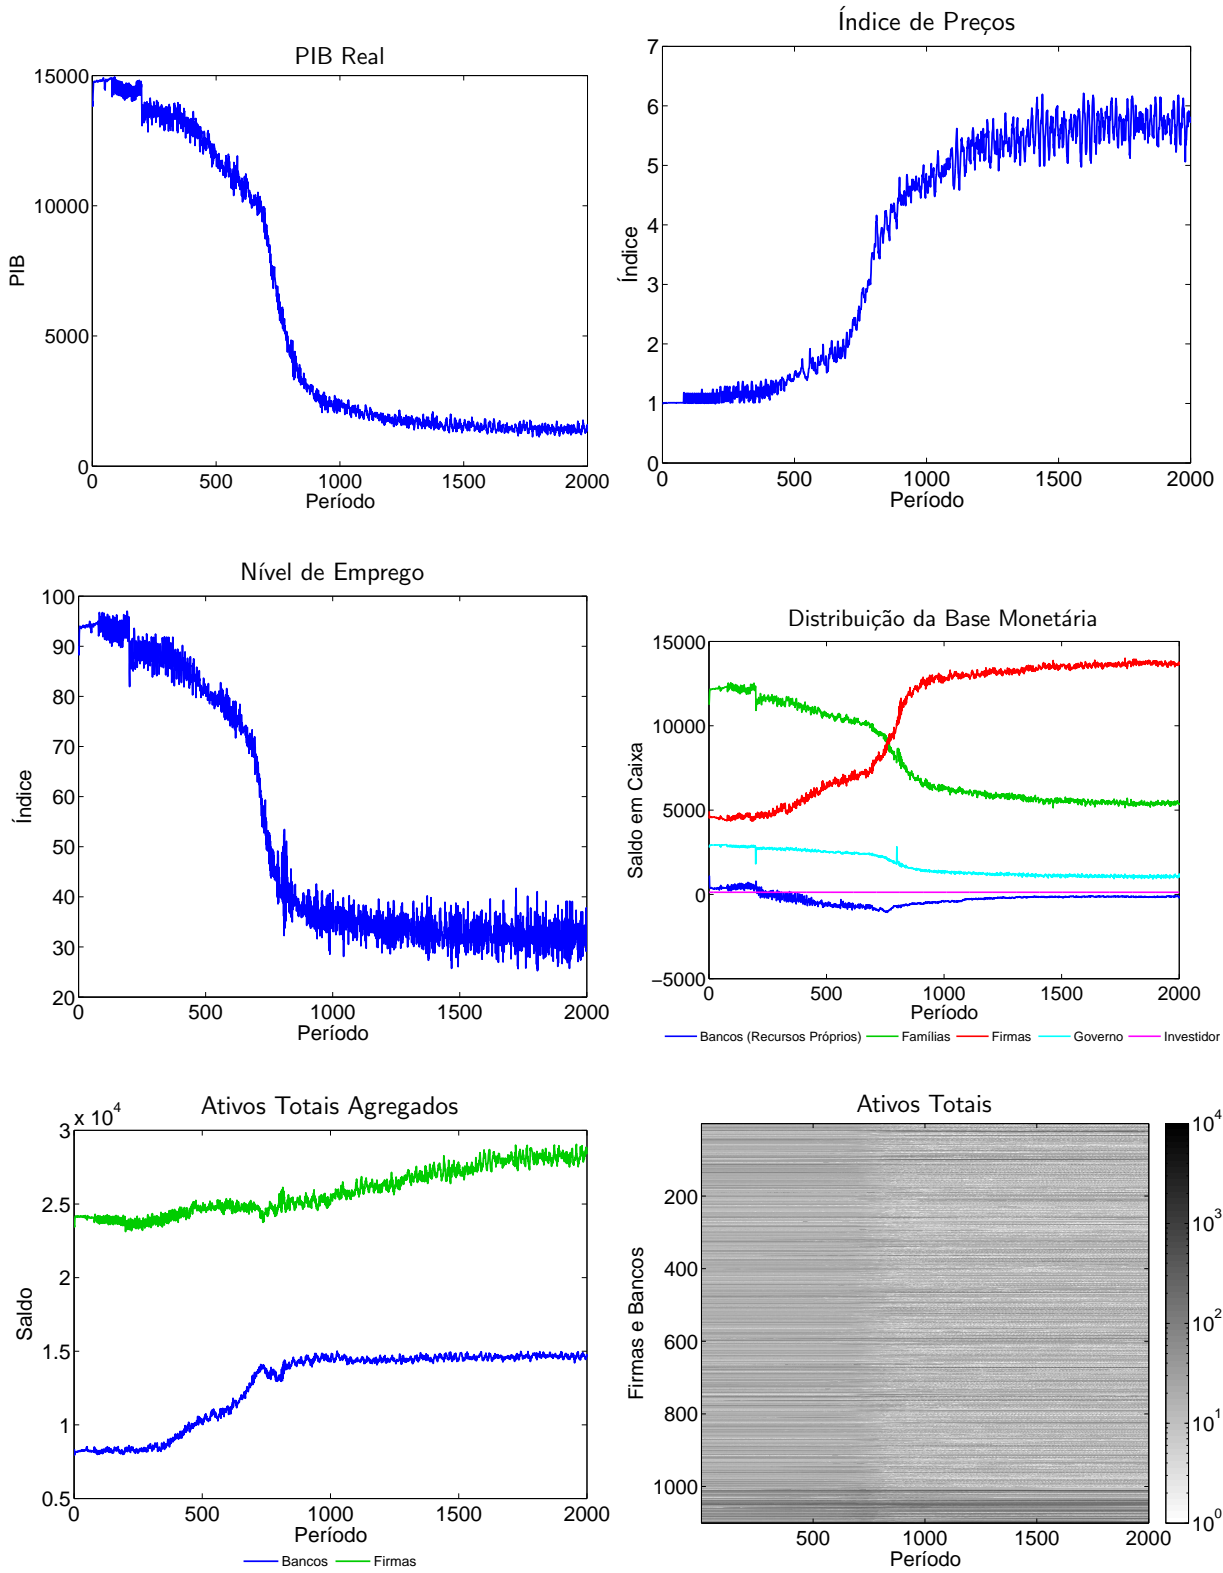 PIB Real
15000
10000
5000
0
PIB
0 500 1000 1500 2000
Período
Índice de Preços
7
6
5
4
3
2
1
0
Índice
0 500 1000 1500 2000
Período
Nível de Emprego
100
90
80
70
60
50
40
30
20
Índice
0 500 1000 1500 2000
Período
Distribuição da Base Monetária
15000
10000
5000
0
−5000
Saldo em Caixa
0 500 1000 1500 2000
Período
Bancos (Recursos Próprios) Famílias Firmas Governo Investidor
Ativos Totais Agregados
x 10^4
3
2.5
2
1.5
1
0.5
Saldo
0 500 1000 1500 2000
Período
Bancos Firmas
Ativos Totais
200
400
600
800
1000
Firmas e Bancos
500 1000 1500 2000
Período
10^4
10^3
10^2
10^1
10^0